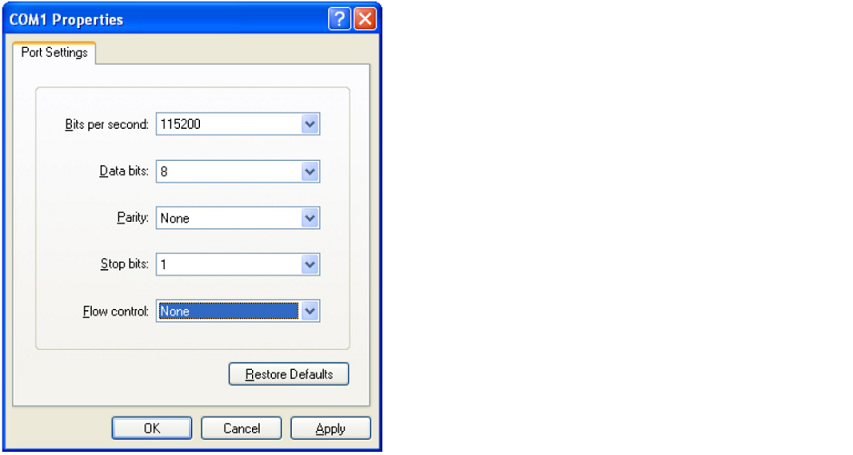 COM1 Properties
Port Settings
Bits per second: 115200
Data bits: 8
Parity: None
Stop bits: 1
Flow control: None
Restore Defaults
OK Cancel Apply